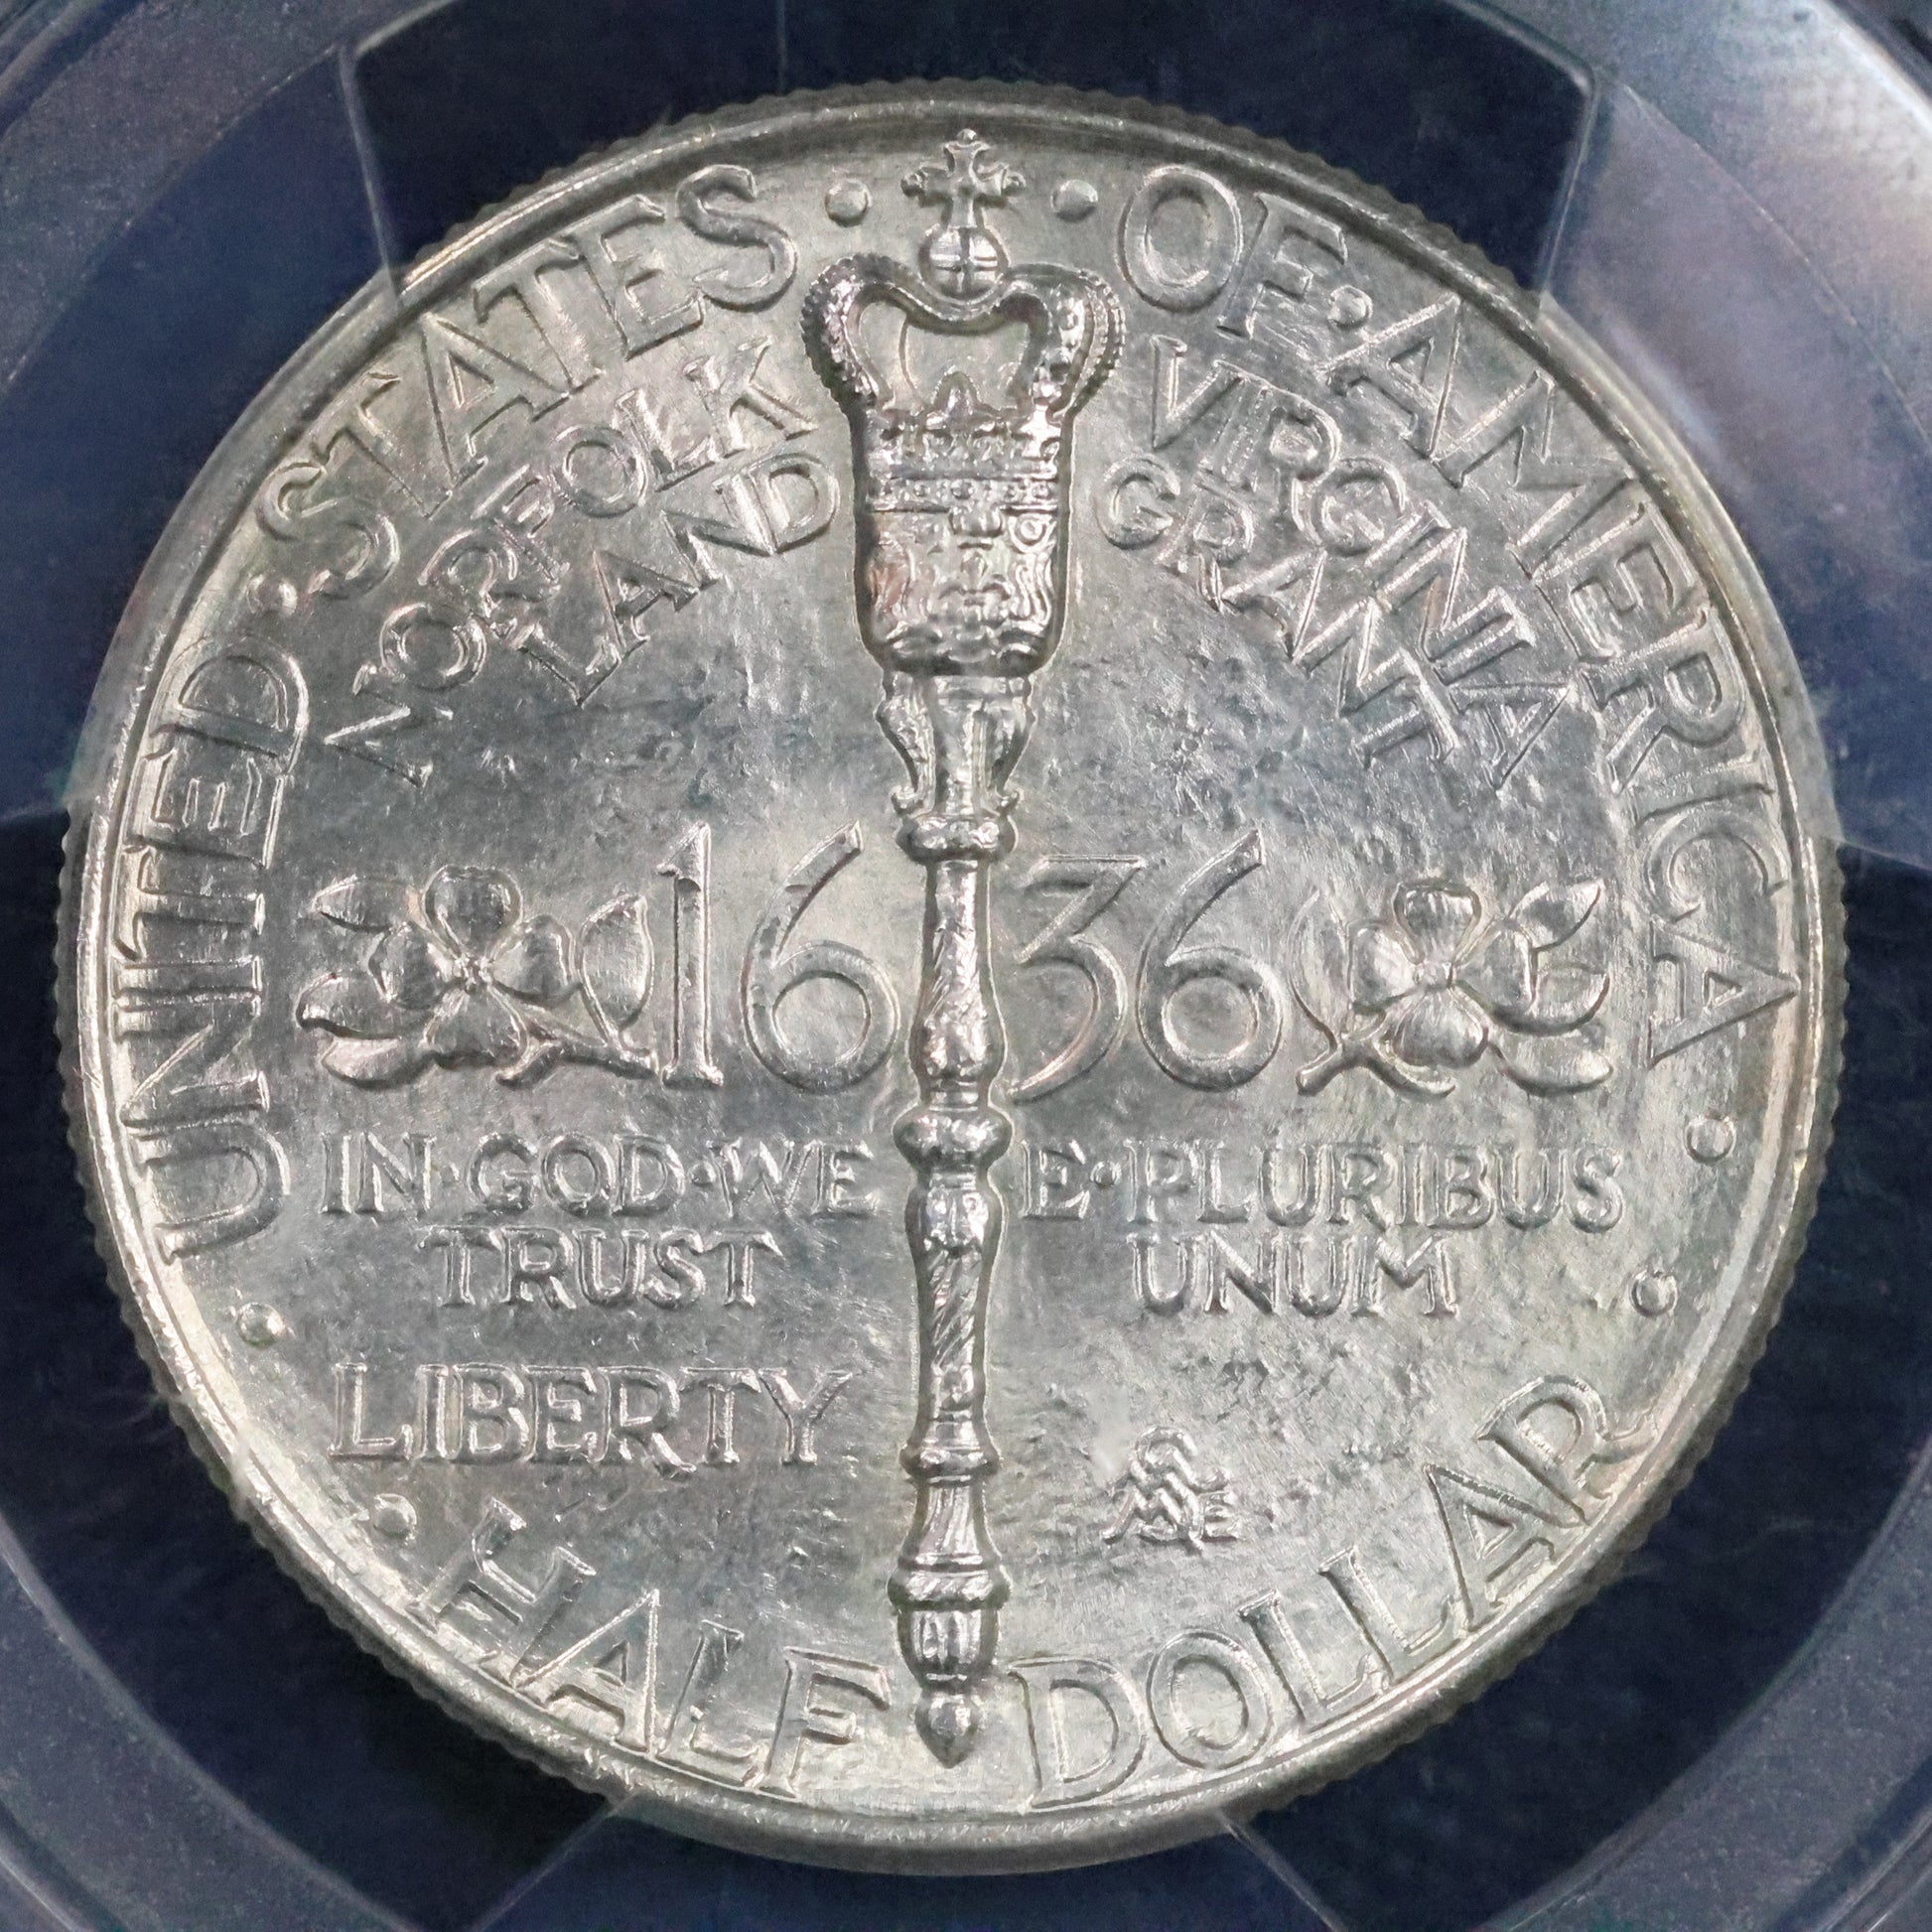 UNITED · STATES · OF · AMERICA
NORFOLK VIRGINIA
LAND GRANT
1636
IN · GOD · WE
TRUST
E · PLURIBUS
UNUM
LIBERTY
HALF DOLLAR